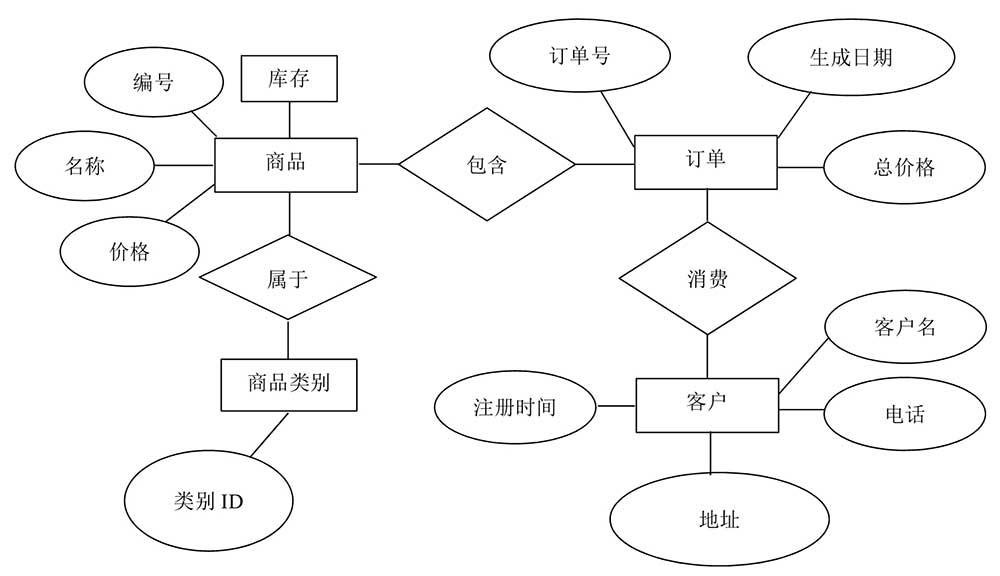 订单号
生成日期
编号
库存
名称
商品
包含
订单
总价格
价格
属于
消费
客户名
商品类别
注册时间
客户
电话
类别 ID
地址